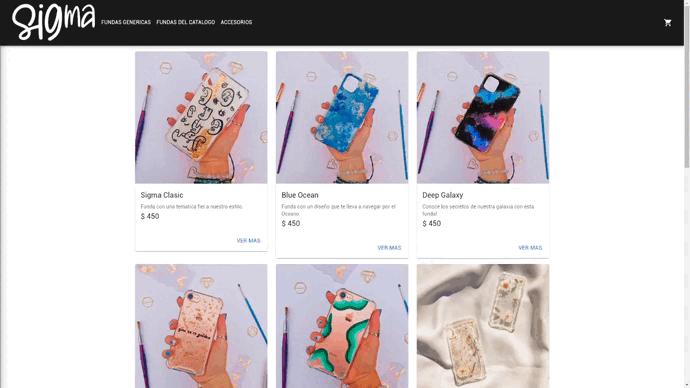 Sigma
FUNDAS GENERICAS FUNDAS DEL CATALOGO ACCESORIOS
Sigma Clasic
Funda con una tematica fiel a nuestro estilo.
$ 450
VER MAS
Blue Ocean
Funda con un diseño que te lleva a navegar por el
Oceano.
$ 450
VER MAS
Deep Galaxy
Conoce los secretos de nuestra galaxia con esta
funda!
$ 450
VER MAS